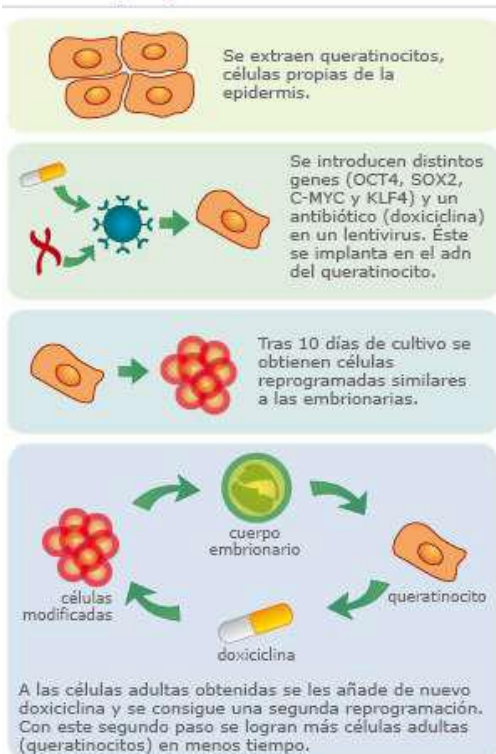 Se extraen queratinocitos,
células propias de la
epidermis.
Se introducen distintos
genes (OCT4, SOX2,
C-MYC y KLF4) y un
antibiótico (doxiciclina)
en un lentivirus. Éste
se implanta en el adn
del queratinocito.
Tras 10 días de cultivo se
obtienen células
reprogramadas similares
a las embrionarias.
cuerpo
embrionario
células
modificadas
queratinocito
doxiciclina
A las células adultas obtenidas se les añade de nuevo
doxiciclina y se consigue una segunda reprogramación.
Con este segundo paso se logran más células adultas
(queratinocitos) en menos tiempo.